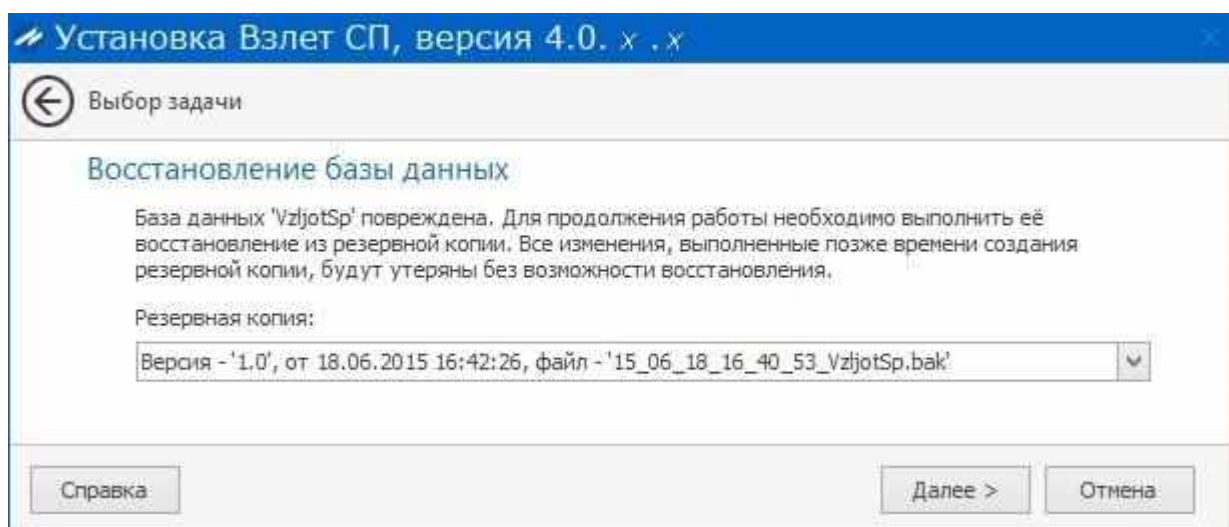 Установка Взлет СП, версия 4.0. x . x
Выбор задачи
Восстановление базы данных
База данных 'VzljotSp' повреждена. Для продолжения работы необходимо выполнить её
восстановление из резервной копии. Все изменения, выполненные позже времени создания
резервной копии, будут утеряны без возможности восстановления.
Резервная копия:
Версия - '1.0', от 18.06.2015 16:42:26, файл - '15_06_18_16_40_53_VzljotSp.bak'
Справка
Далее >
Отмена